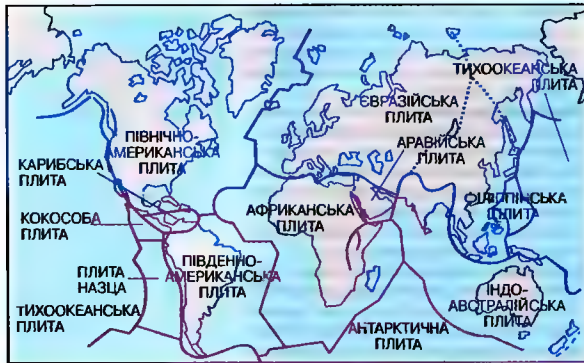 ТИХООКЕАНСЬКА
ПЛИТА
ЄВРАЗІЙСЬКА
ПЛИТА
ПІВНІЧНО-
АМЕРИКАНСЬКА
ПЛИТА
АРАВІЙСЬКА
ПЛИТА
КАРИБСЬКА
ПЛИТА
ФІЛІППІНСЬКА
ПЛИТА
АФРИКАНСЬКА
ПЛИТА
КОКОСОВА
ПЛИТА
ПІВДЕННО-
АМЕРИКАНСЬКА
ПЛИТА
ПЛИТА
НАЗЦА
ІНДО-
АВСТРАЛІЙСЬКА
ПЛИТА
ТИХООКЕАНСЬКА
ПЛИТА
АНТАРКТИЧНА
ПЛИТА